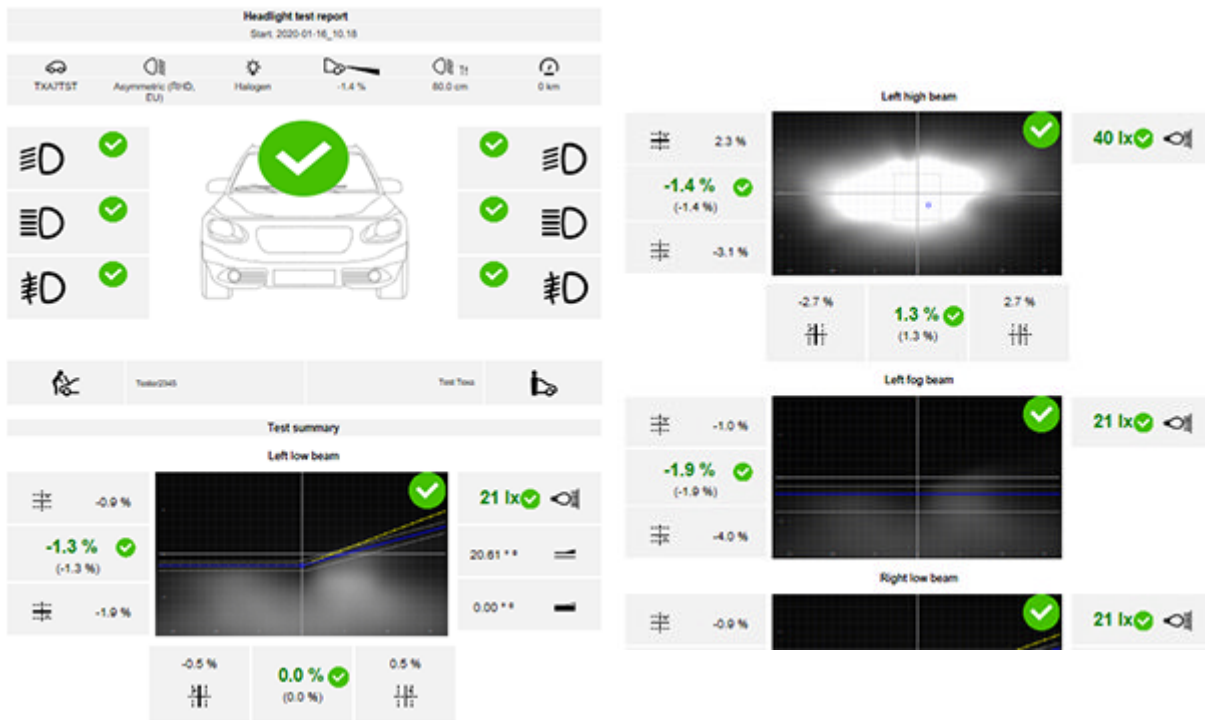 Headlight test report
Start: 2020-01-16_10.18
TXA7TST
Asymmetric (RHD, EU)
Halogen
-1.4 %
80.0 cm
0 km
Tester2345
Test Texa
Test summary
Left low beam
-0.9 %
-1.3 %
(-1.3 %)
-1.9 %
21 lx
20.61 ° *
0.00 ° *
-0.5 %
0.0 %
(0.0 %)
0.5 %
Left high beam
2.3 %
-1.4 %
(-1.4 %)
-3.1 %
40 lx
-2.7 %
1.3 %
(1.3 %)
2.7 %
Left fog beam
-1.0 %
-1.9 %
(-1.9 %)
-4.0 %
21 lx
Right low beam
-0.9 %
21 lx